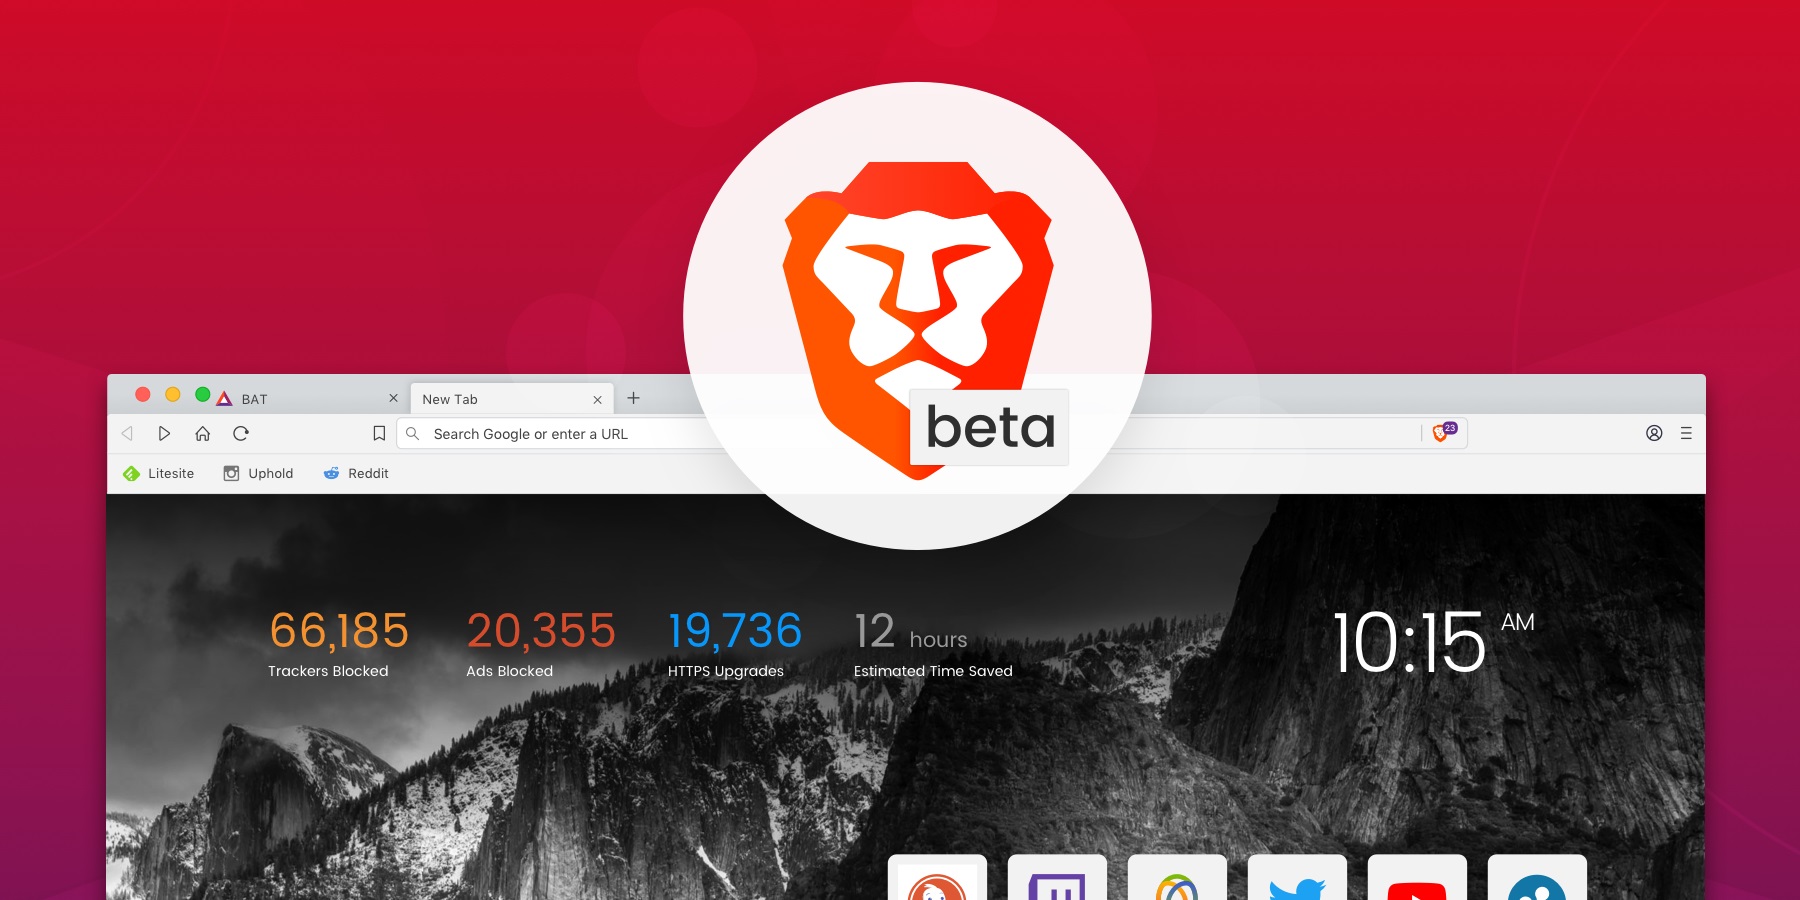 beta
BAT
New Tab
Search Google or enter a URL
23
Litesite
Uphold
Reddit
66,185
Trackers Blocked
20,355
Ads Blocked
19,736
HTTPS Upgrades
12 hours
Estimated Time Saved
10:15 AM